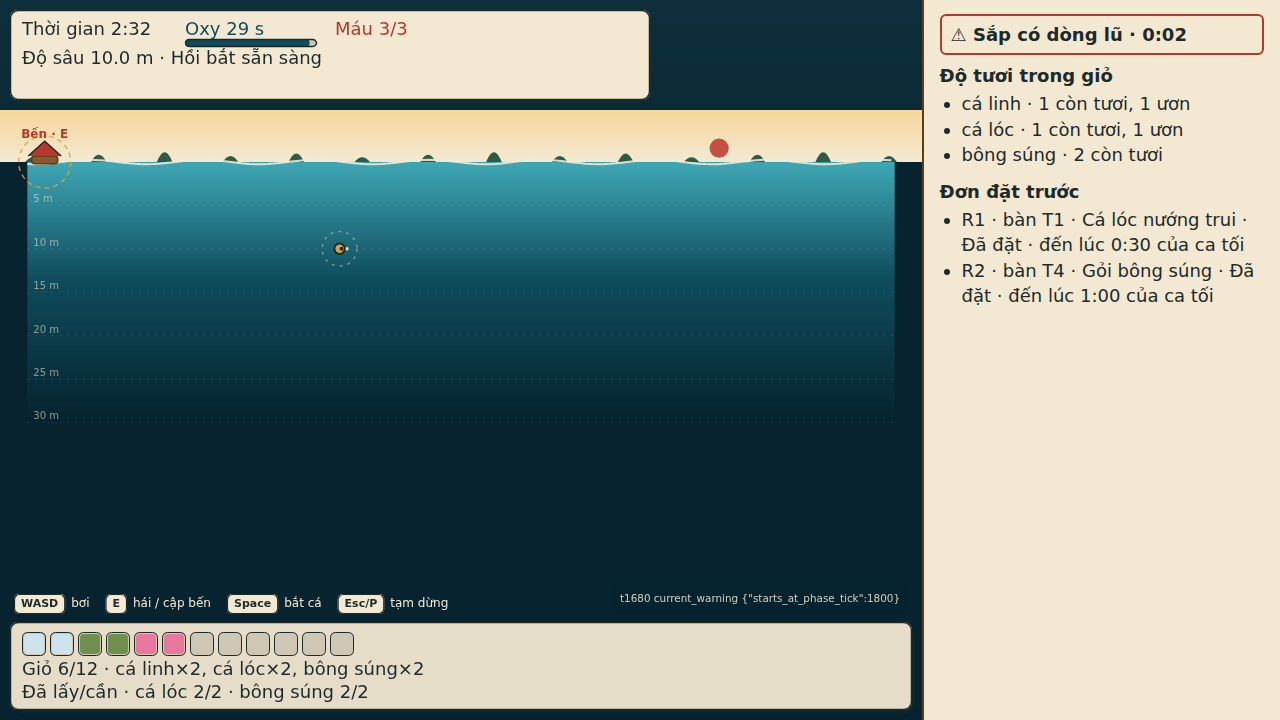 Thời gian 2:32 Oxy 29 s Máu 3/3
Độ sâu 10.0 m · Hồi bắt sẵn sàng
Bến · E
5 m
10 m
15 m
20 m
25 m
30 m
WASD bơi E hái / cập bến Space bắt cá Esc/P tạm dừng
t1680 current_warning {"starts_at_phase_tick":1800}
Giỏ 6/12 · cá linh×2, cá lóc×2, bông súng×2
Đã lấy/cần · cá lóc 2/2 · bông súng 2/2
⚠ Sắp có dòng lũ · 0:02
Độ tươi trong giỏ
cá linh · 1 còn tươi, 1 ươn
cá lóc · 1 còn tươi, 1 ươn
bông súng · 2 còn tươi
Đơn đặt trước
R1 · bàn T1 · Cá lóc nướng trui ·
Đã đặt · đến lúc 0:30 của ca tối
R2 · bàn T4 · Gỏi bông súng · Đã
đặt · đến lúc 1:00 của ca tối